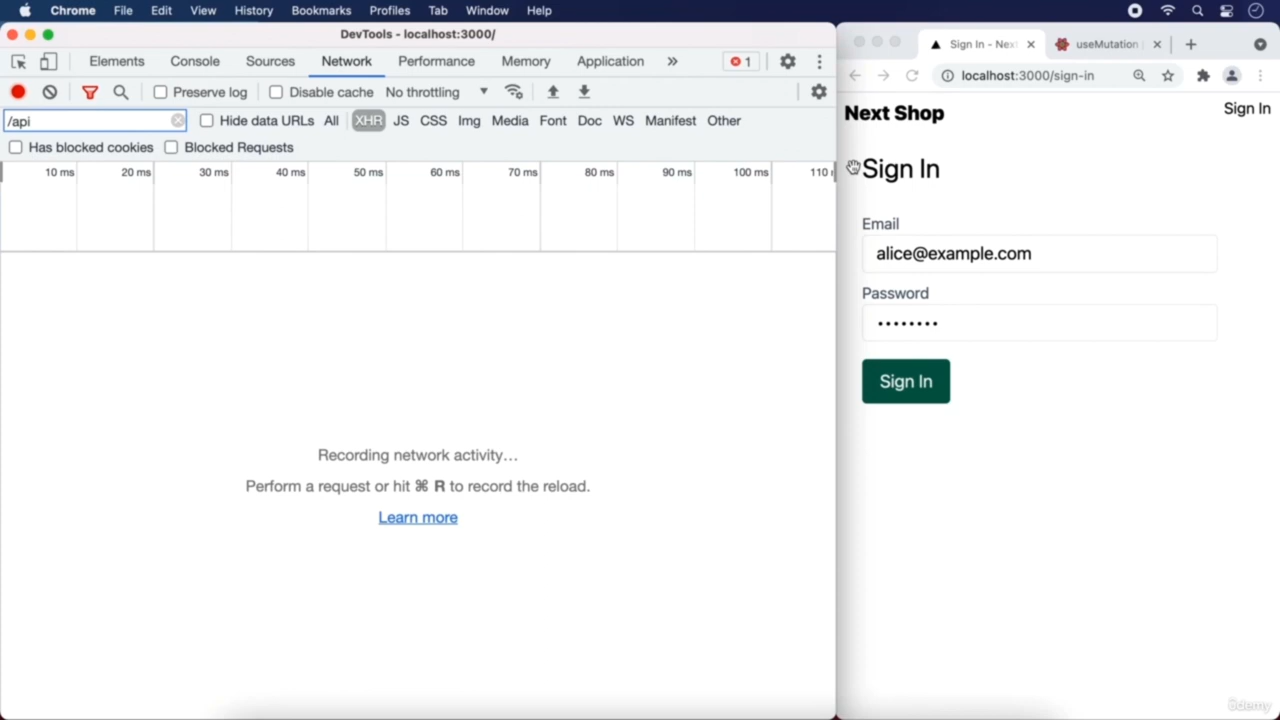 Chrome File Edit View History Bookmarks Profiles Tab Window Help
DevTools - localhost:3000/
Elements Console Sources Network Performance Memory Application » 1
Preserve log Disable cache No throttling
/api Hide data URLs All XHR JS CSS Img Media Font Doc WS Manifest Other
Has blocked cookies Blocked Requests
10 ms 20 ms 30 ms 40 ms 50 ms 60 ms 70 ms 80 ms 90 ms 100 ms 110
Recording network activity…
Perform a request or hit ⌘ R to record the reload.
Learn more
Sign In - Next useMutation
localhost:3000/sign-in
Next Shop Sign In
Sign In
Email
alice@example.com
Password
••••••••
Sign In
ûdemy